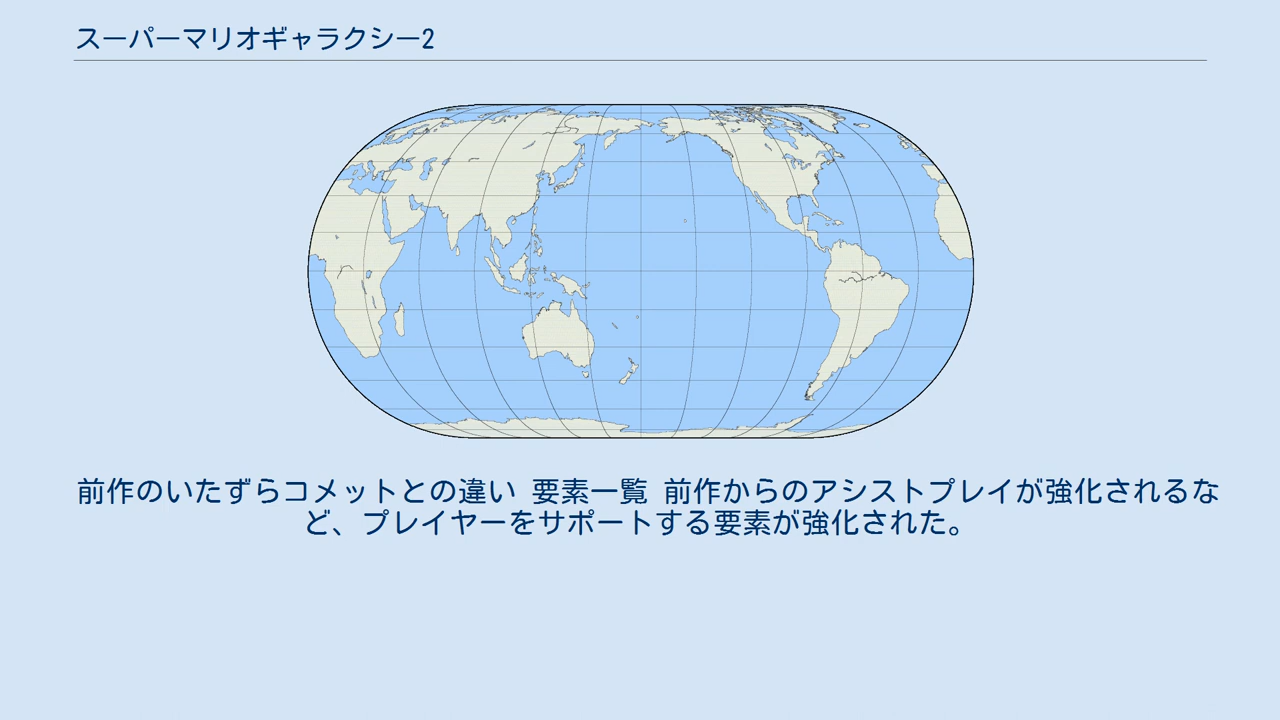 スーパーマリオギャラクシー2
前作のいたずらコメットとの違い 要素一覧 前作からのアシストプレイが強化されるな
ど、プレイヤーをサポートする要素が強化された。